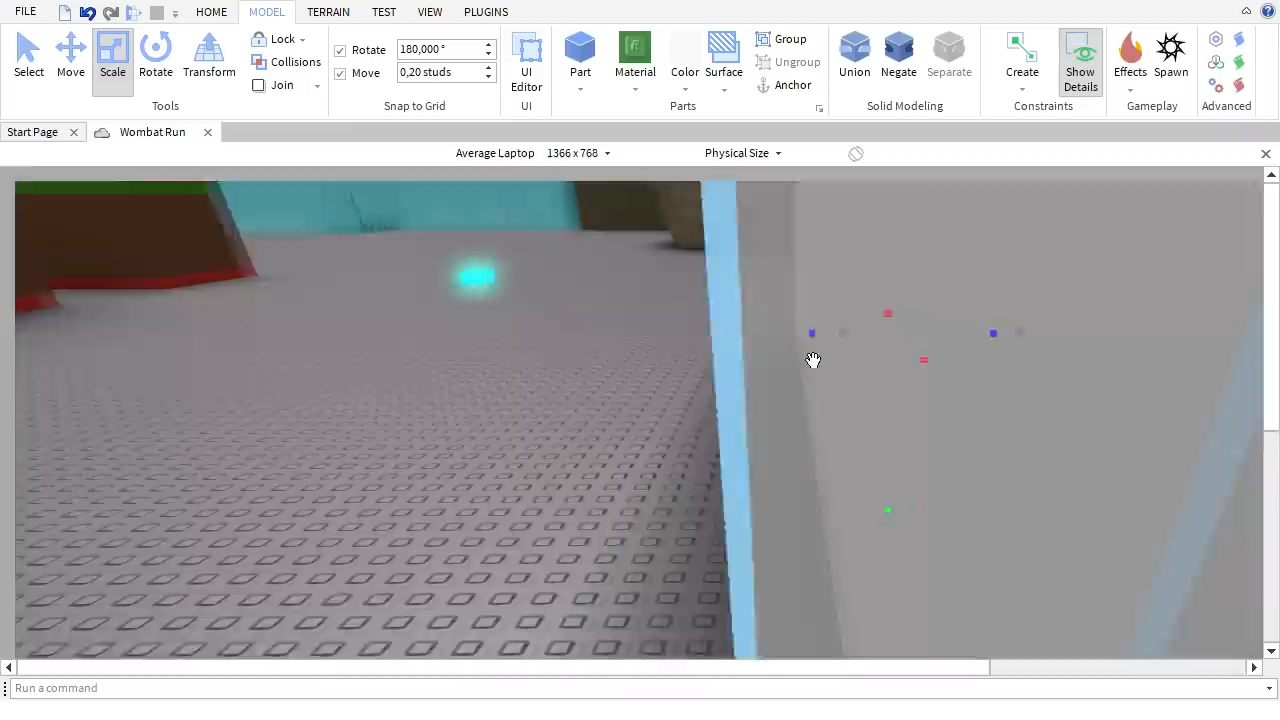 FILE HOME MODEL TERRAIN TEST VIEW PLUGINS
Select Move Scale Rotate Transform
Lock
Collisions
Join
Tools
Rotate 180,00 °
Move 0,20 studs
Snap to Grid
UI
Editor
UI
Part Material Color Surface
Group
Ungroup
Anchor
Parts
Union Negate Separate
Solid Modeling
Create Show
Details
Constraints
Effects Spawn
Gameplay
Advanced
Start Page Wombat Run
Average Laptop 1366 x 768 Physical Size
Run a command